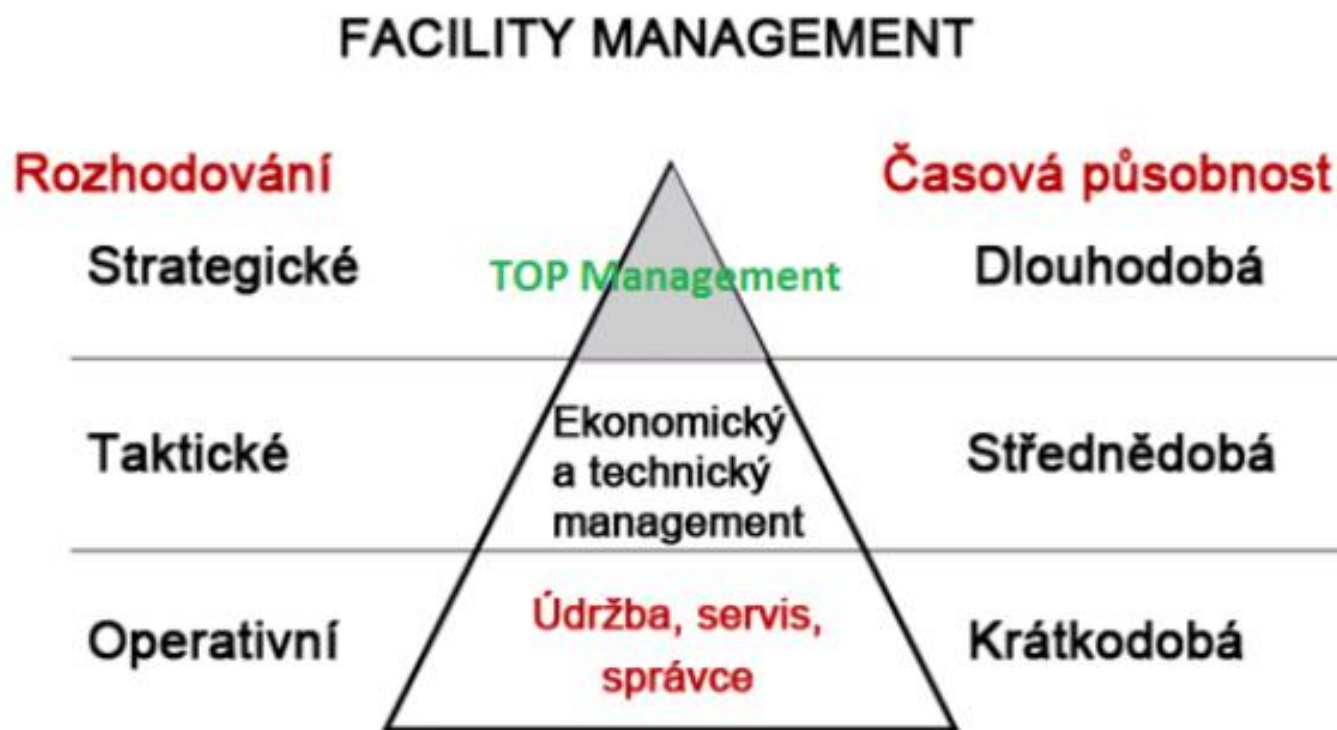 FACILITY MANAGEMENT
Rozhodování
Časová působnost
Strategické
TOP Management
Dlouhodobá
Taktické
Ekonomický
a technický
management
Střednědobá
Operativní
Údržba, servis,
správce
Krátkodobá